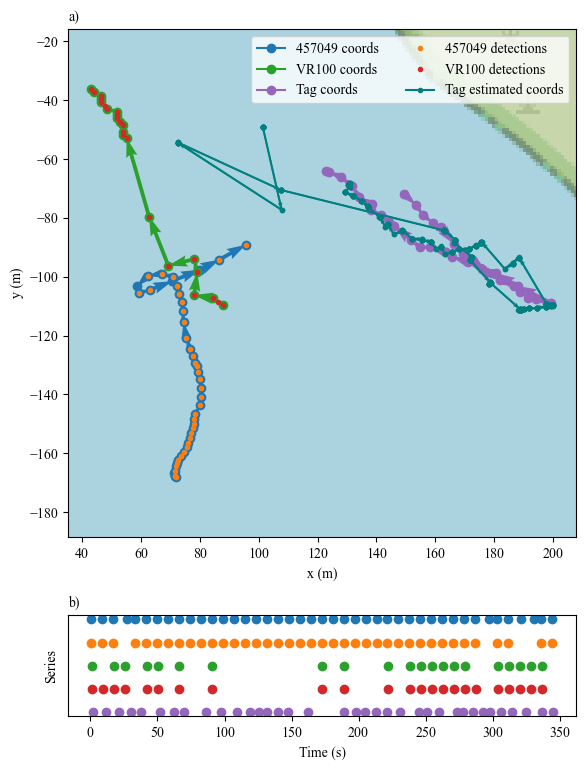 a)
457049 coords
VR100 coords
Tag coords
457049 detections
VR100 detections
Tag estimated coords
−20
−40
−60
−80
−100
−120
−140
−160
−180
y (m)
40 60 80 100 120 140 160 180 200
x (m)
b)
Series
0 50 100 150 200 250 300 350
Time (s)